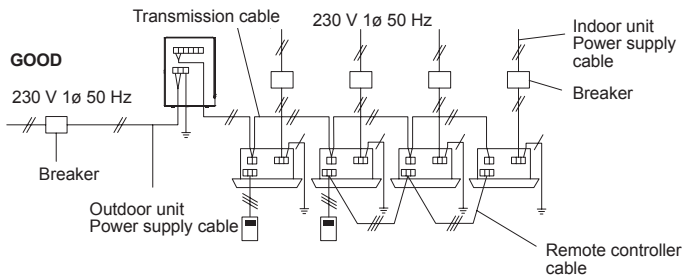 Transmission cable
230 V 1ø 50 Hz
Indoor unit
Power supply
cable
GOOD
230 V 1ø 50 Hz
Breaker
Breaker
Outdoor unit
Power supply cable
Remote controller
cable